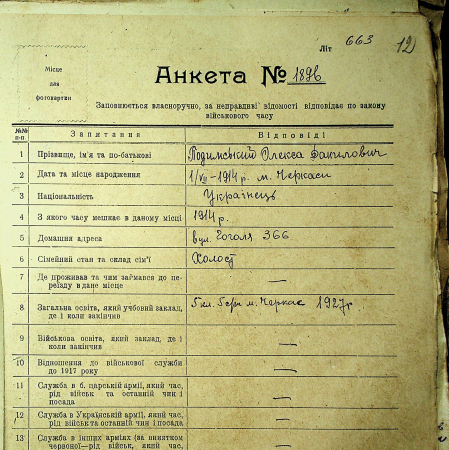 Літ 663 12
Місце
для
фотокартки
Анкета № 189б
Заповнюється власноручно, за неправдиві відомості відповідає по закону
військового часу
№№ п-п Запитання Відповіді
1 Прізвище, ім'я та по-батькові Олекса Данилович
2 Дата та місце народження 1/VII–1914 р. м. Черкаси
3 Національність Українець
4 З якого часу мешкає в даному місці 1914 р.
5 Домашня адреса вул. Гоголя 366
6 Сімейний стан та склад сім'ї Холост
7 Де проживав та чим займався до пе- —
реїзду в дане місце
8 Загальна освіта, який учбовий заклад, 5 кл. м. Черкас 1927 р.
де і коли закінчив
9 Військова освіта, який заклад, де і —
коли закінчив
10 Відношення до військової служби —
до 1917 року
11 Служба в б. царській армії, який час, —
рід військ та останній чин і
посада
12 Служба в Українській армії, який час, —
рід військ та останній чин і посада
13 Служба в інших арміях (за винятком —
червоної—рід військ, який час,